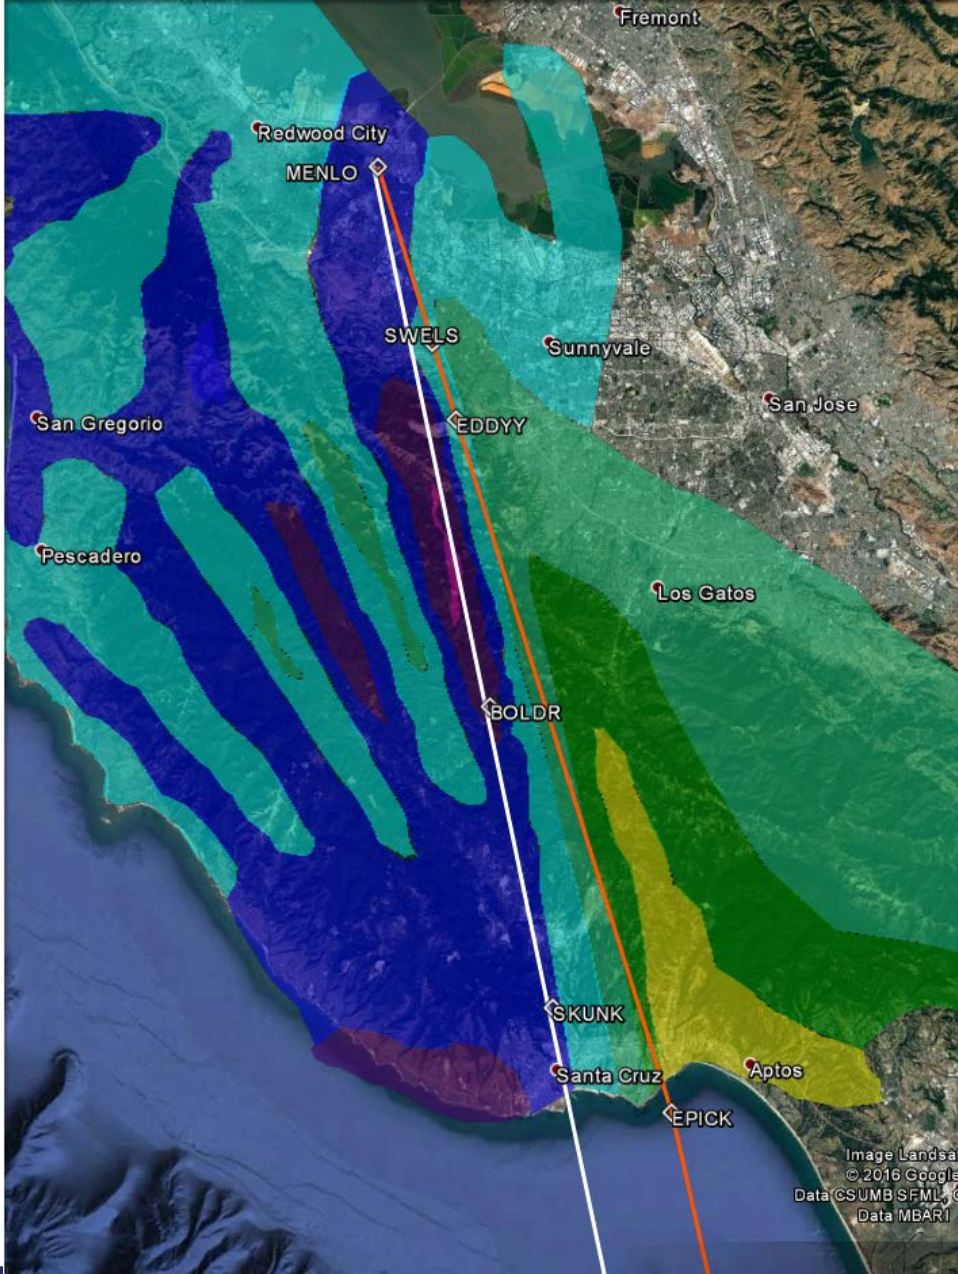 Fremont
Redwood City
MENLO
SWELS
Sunnyvale
San Jose
San Gregorio
EDDYY
Pescadero
Los Gatos
BOLDR
SKUNK
Santa Cruz
Aptos
EPICK
Image Landsa
© 2016 Google
Data CSUMB SFML,
Data MBARI